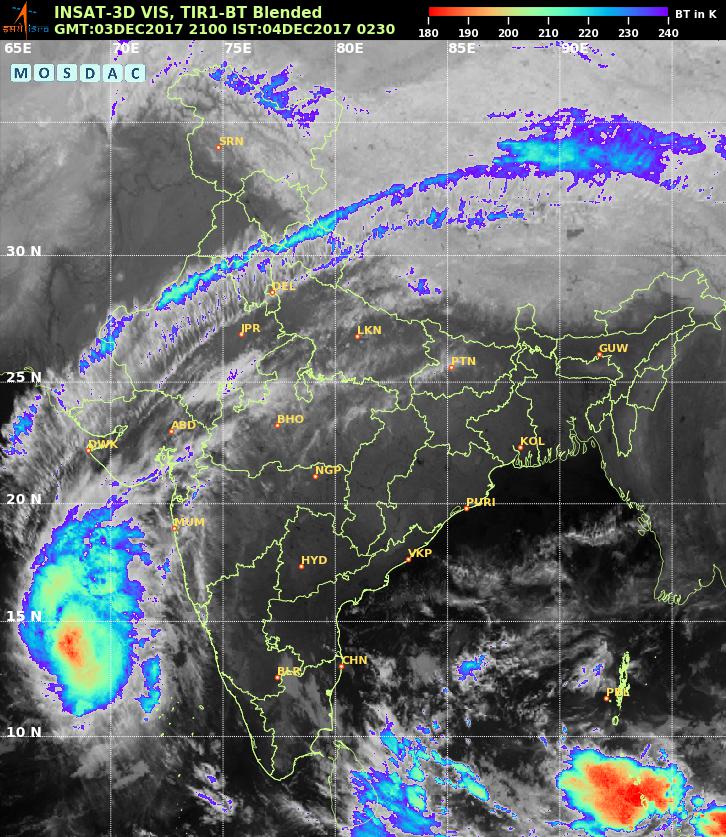 INSAT-3D VIS, TIR1-BT Blended
GMT:03DEC2017 2100 IST:04DEC2017 0230
BT in K
180 190 200 210 220 230 240
65E 70E 75E 80E 85E 90E
M O S D A C
SRN
30 N
DEL
JPR LKN
GUW
PTN
25 N
ABD BHO
DWK KOL
NGP
20 N
PURI
MUM
VKP
HYD
15 N
CHN
BLR
PBL
10 N